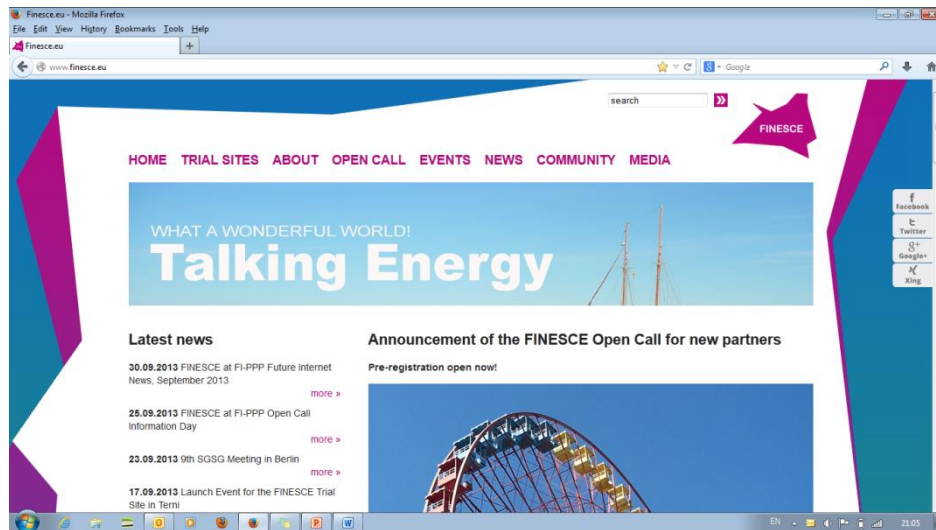 Finesce.eu - Mozilla Firefox
File Edit View History Bookmarks Tools Help
Finesce.eu
www.finesce.eu
Google
search
FINESCE
HOME TRIAL SITES ABOUT OPEN CALL EVENTS NEWS COMMUNITY MEDIA
WHAT A WONDERFUL WORLD!
Talking Energy
Facebook
Twitter
Google+
Xing
Latest news
30.09.2013 FINESCE at FI-PPP Future Internet
News, September 2013
more »
25.09.2013 FINESCE at FI-PPP Open Call
Information Day
more »
23.09.2013 9th SGSG Meeting in Berlin
more »
17.09.2013 Launch Event for the FINESCE Trial
Site in Terni
Announcement of the FINESCE Open Call for new partners
Pre-registration open now!
EN 21:05